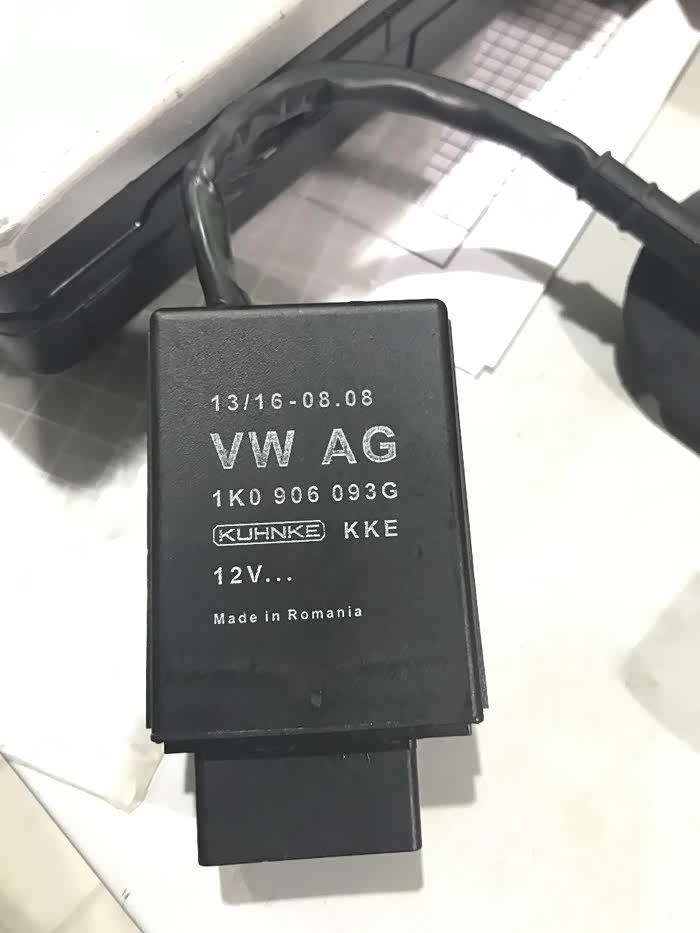 13/16-08.08
VW AG
1K0 906 093G
KUHNKE KKE
12V...
Made in Romania